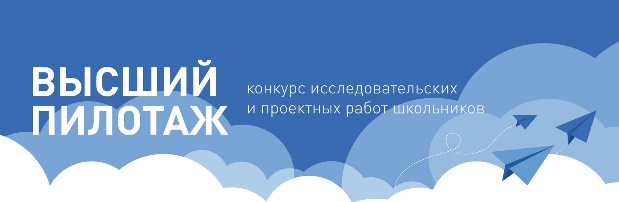 ВЫСШИЙ
ПИЛОТАЖ
конкурс исследовательских
и проектных работ школьников